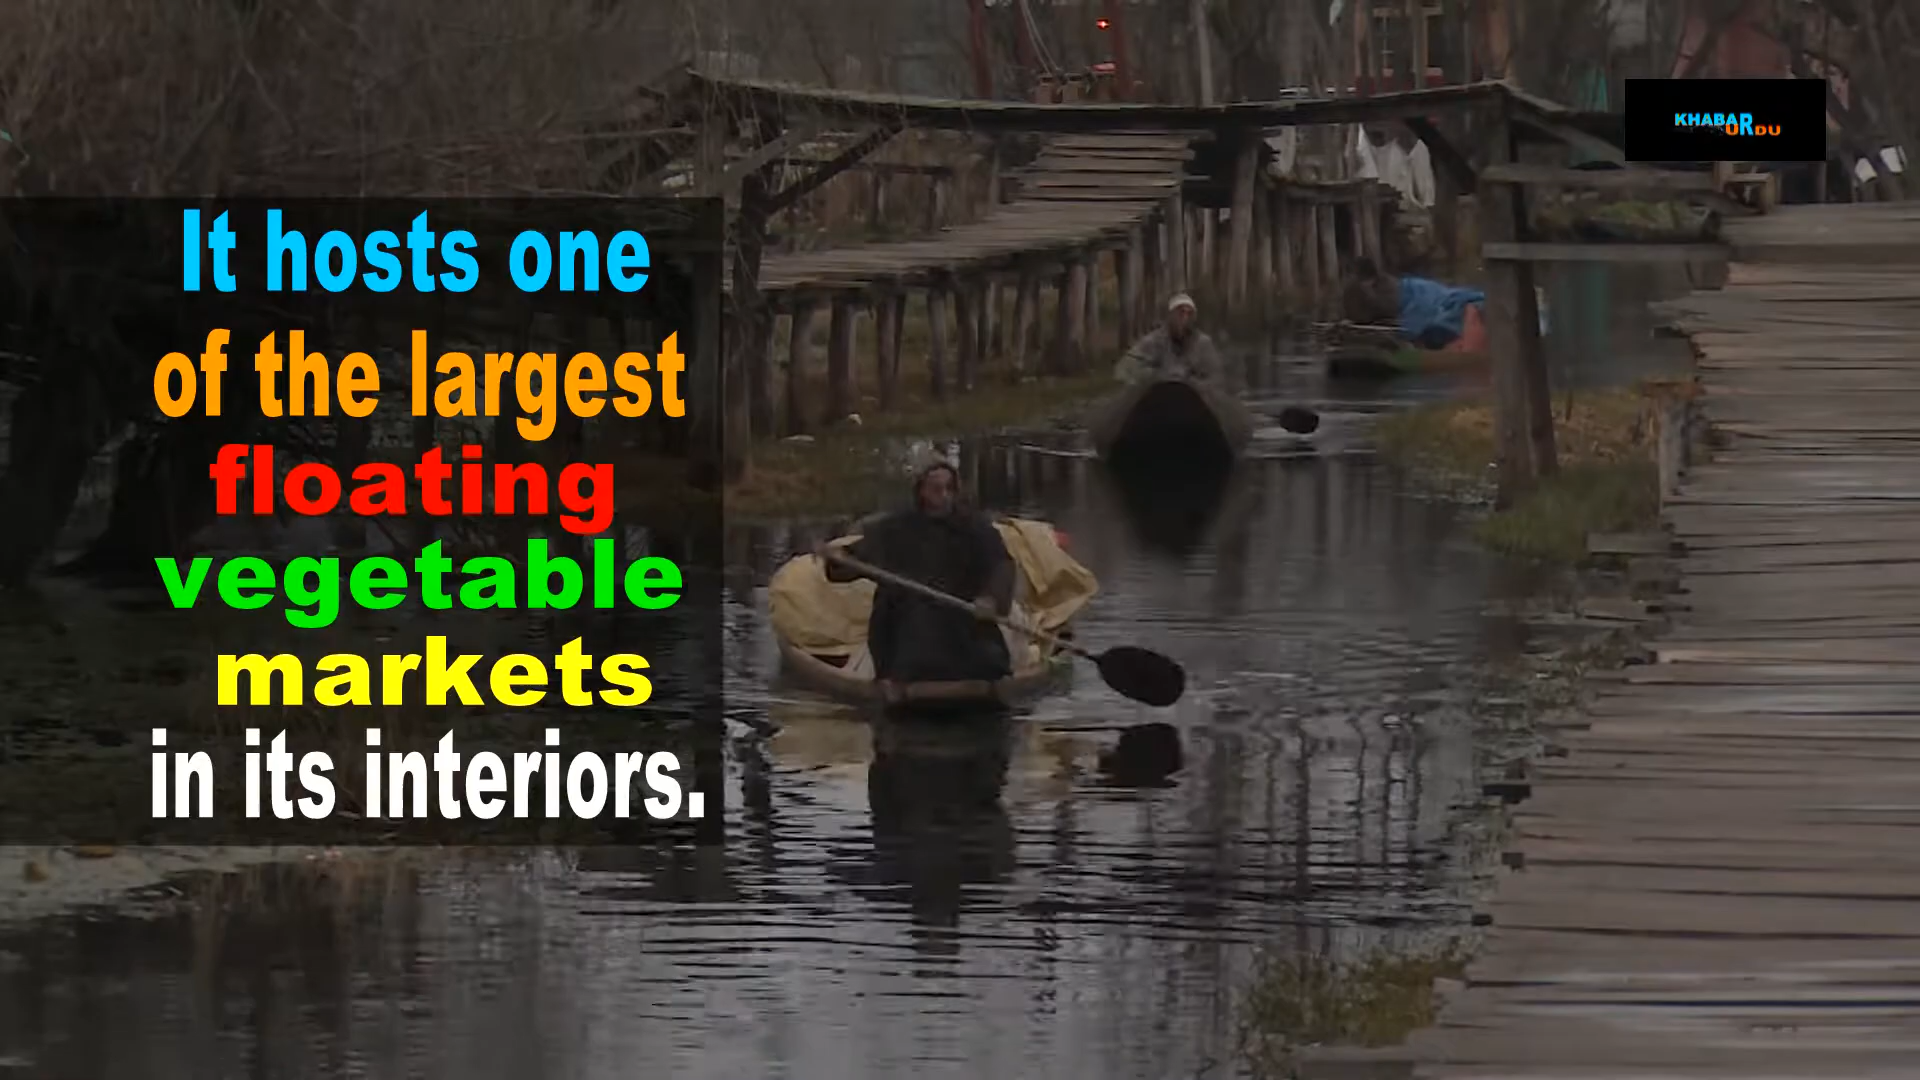 KHABAR
URDU
It hosts one
of the largest
floating
vegetable
markets
in its interiors.